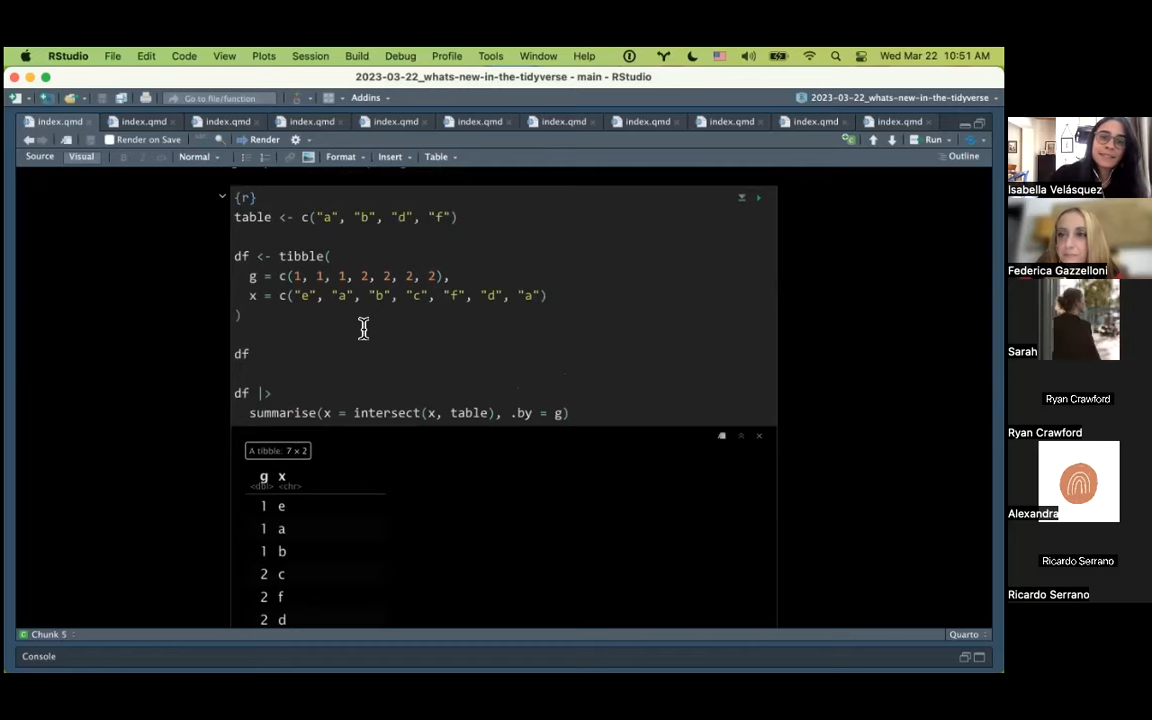 RStudio File Edit Code View Plots Session Build Debug Profile Tools Window Help Wed Mar 22 10:51 AM
2023-03-22_whats-new-in-the-tidyverse - main - RStudio
Go to file/function Addins 2023-03-22_whats-new-in-the-tidyverse
index.qmd index.qmd index.qmd index.qmd index.qmd index.qmd index.qmd index.qmd index.qmd index.qmd index.qmd
Render on Save Render Run
Source Visual B I Normal Format Insert Table Outline
{r}
table <- c("a", "b", "d", "f")
df <- tibble(
g = c(1, 1, 1, 2, 2, 2, 2),
x = c("e", "a", "b", "c", "f", "d", "a")
)
df
df |>
summarise(x = intersect(x, table), .by = g)
A tibble: 7 × 2
g x
<dbl> <chr>
1 e
1 a
1 b
2 c
2 f
2 d
Chunk 5 Quarto
Console
Isabella Velásquez
Federica Gazzelloni
Sarah
Ryan Crawford
Ryan Crawford
Alexandra
Ricardo Serrano
Ricardo Serrano